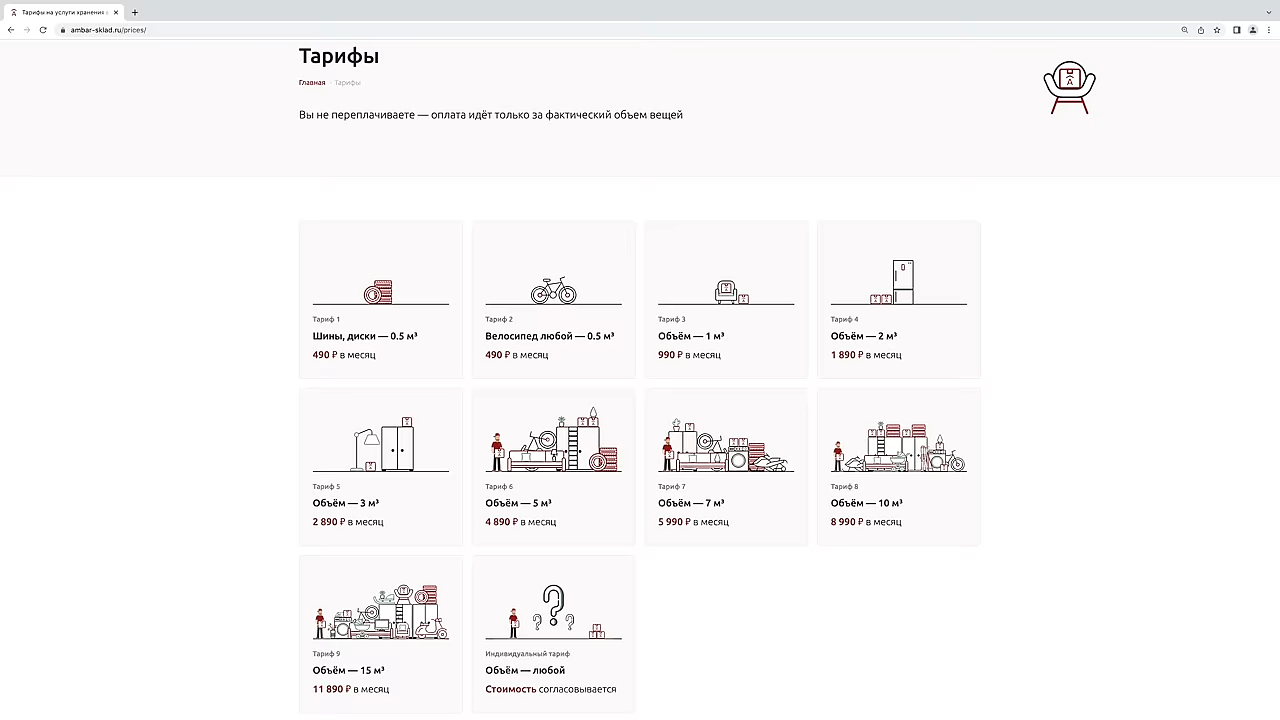 Тарифы на услуги хранения
ambar-sklad.ru/prices/
Тарифы
Главная - Тарифы
Вы не переплачиваете — оплата идёт только за фактический объем вещей
Тариф 1
Шины, диски — 0.5 м³
490 ₽ в месяц
Тариф 2
Велосипед любой — 0.5 м³
490 ₽ в месяц
Тариф 3
Объём — 1 м³
990 ₽ в месяц
Тариф 4
Объём — 2 м³
1 890 ₽ в месяц
Тариф 5
Объём — 3 м³
2 890 ₽ в месяц
Тариф 6
Объём — 5 м³
4 890 ₽ в месяц
Тариф 7
Объём — 7 м³
5 990 ₽ в месяц
Тариф 8
Объём — 10 м³
8 990 ₽ в месяц
Тариф 9
Объём — 15 м³
11 890 ₽ в месяц
Индивидуальный тариф
Объём — любой
Стоимость согласовывается